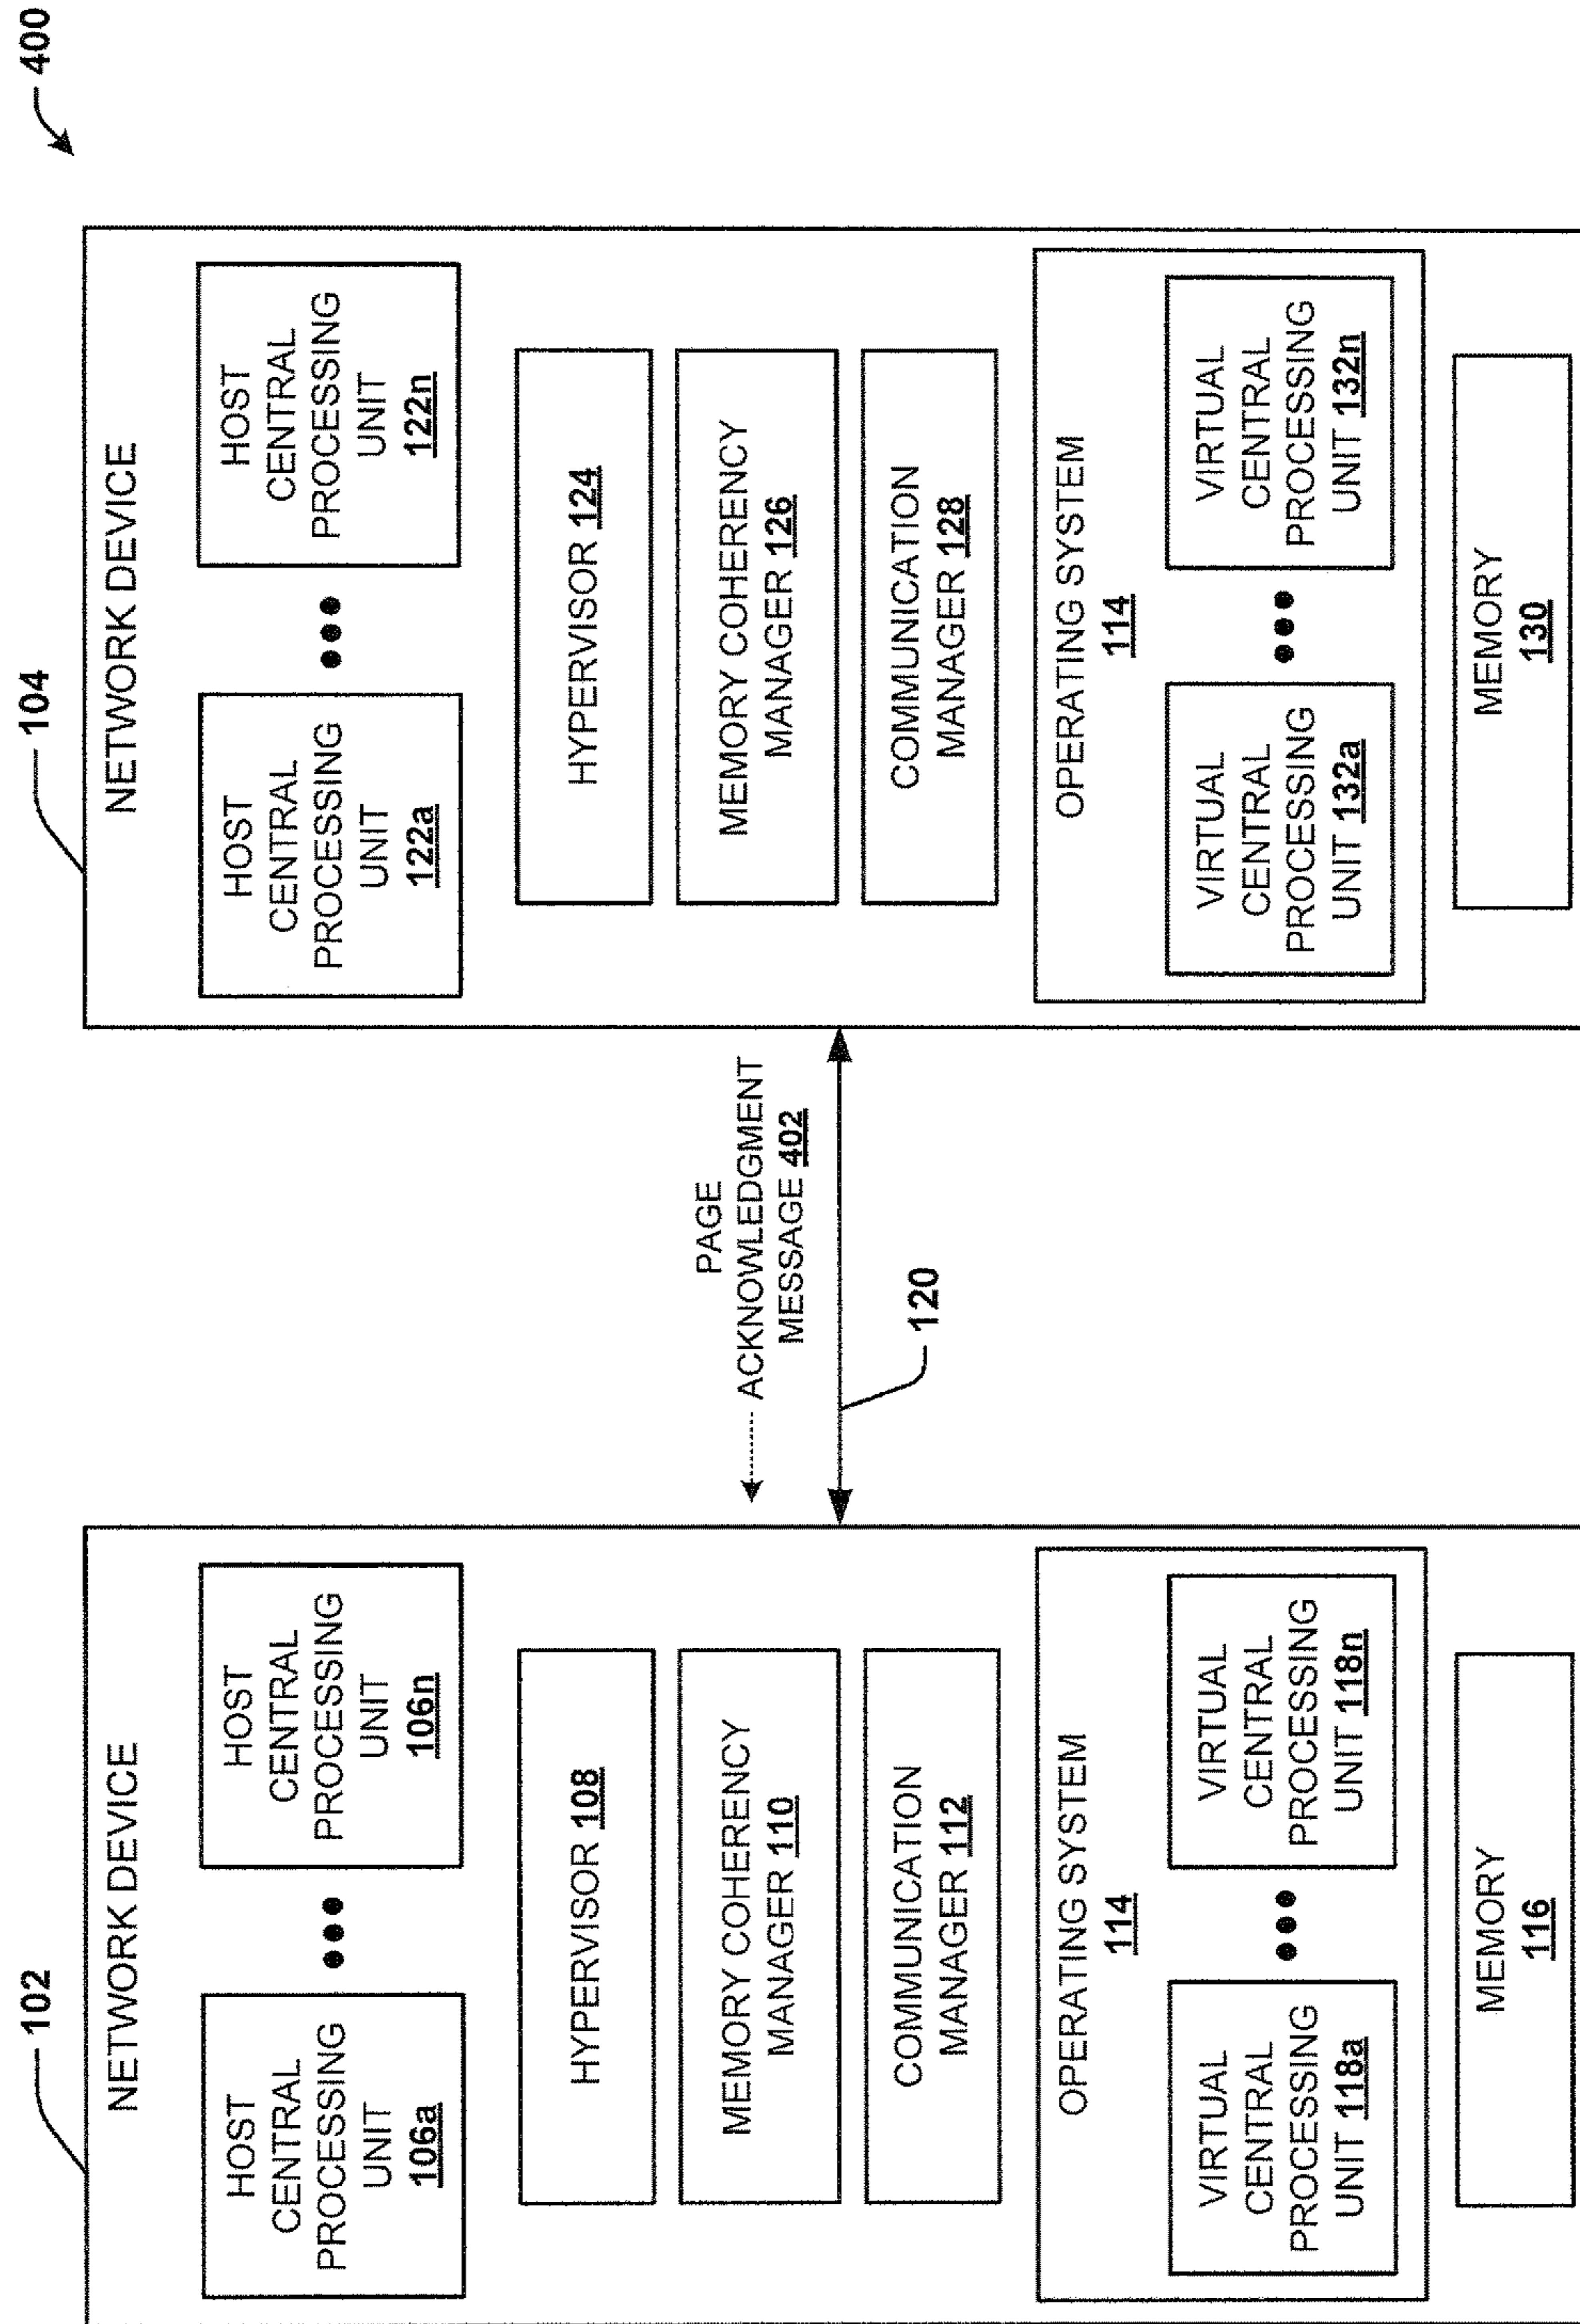 400
102
NETWORK DEVICE
HOST
CENTRAL
PROCESSING
UNIT
106a
HOST
CENTRAL
PROCESSING
UNIT
106n
HYPERVISOR 108
MEMORY COHERENCY
MANAGER 110
COMMUNICATION
MANAGER 112
OPERATING SYSTEM
114
VIRTUAL
CENTRAL
PROCESSING
UNIT 118a
VIRTUAL
CENTRAL
PROCESSING
UNIT 118n
MEMORY
116
PAGE
ACKNOWLEDGMENT
MESSAGE 402
120
104
NETWORK DEVICE
HOST
CENTRAL
PROCESSING
UNIT
122a
HOST
CENTRAL
PROCESSING
UNIT
122n
HYPERVISOR 124
MEMORY COHERENCY
MANAGER 126
COMMUNICATION
MANAGER 128
OPERATING SYSTEM
114
VIRTUAL
CENTRAL
PROCESSING
UNIT 132a
VIRTUAL
CENTRAL
PROCESSING
UNIT 132n
MEMORY
130